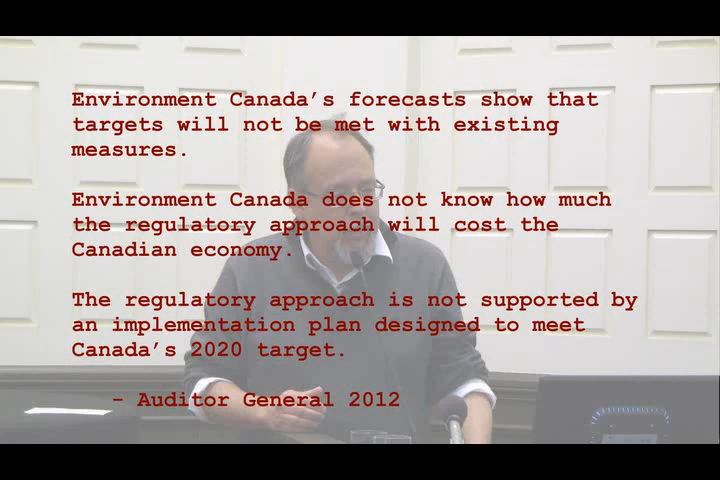 Environment Canada's forecasts show that
targets will not be met with existing
measures.
Environment Canada does not know how much
the regulatory approach will cost the
Canadian economy.
The regulatory approach is not supported by
an implementation plan designed to meet
Canada's 2020 target.
- Auditor General 2012